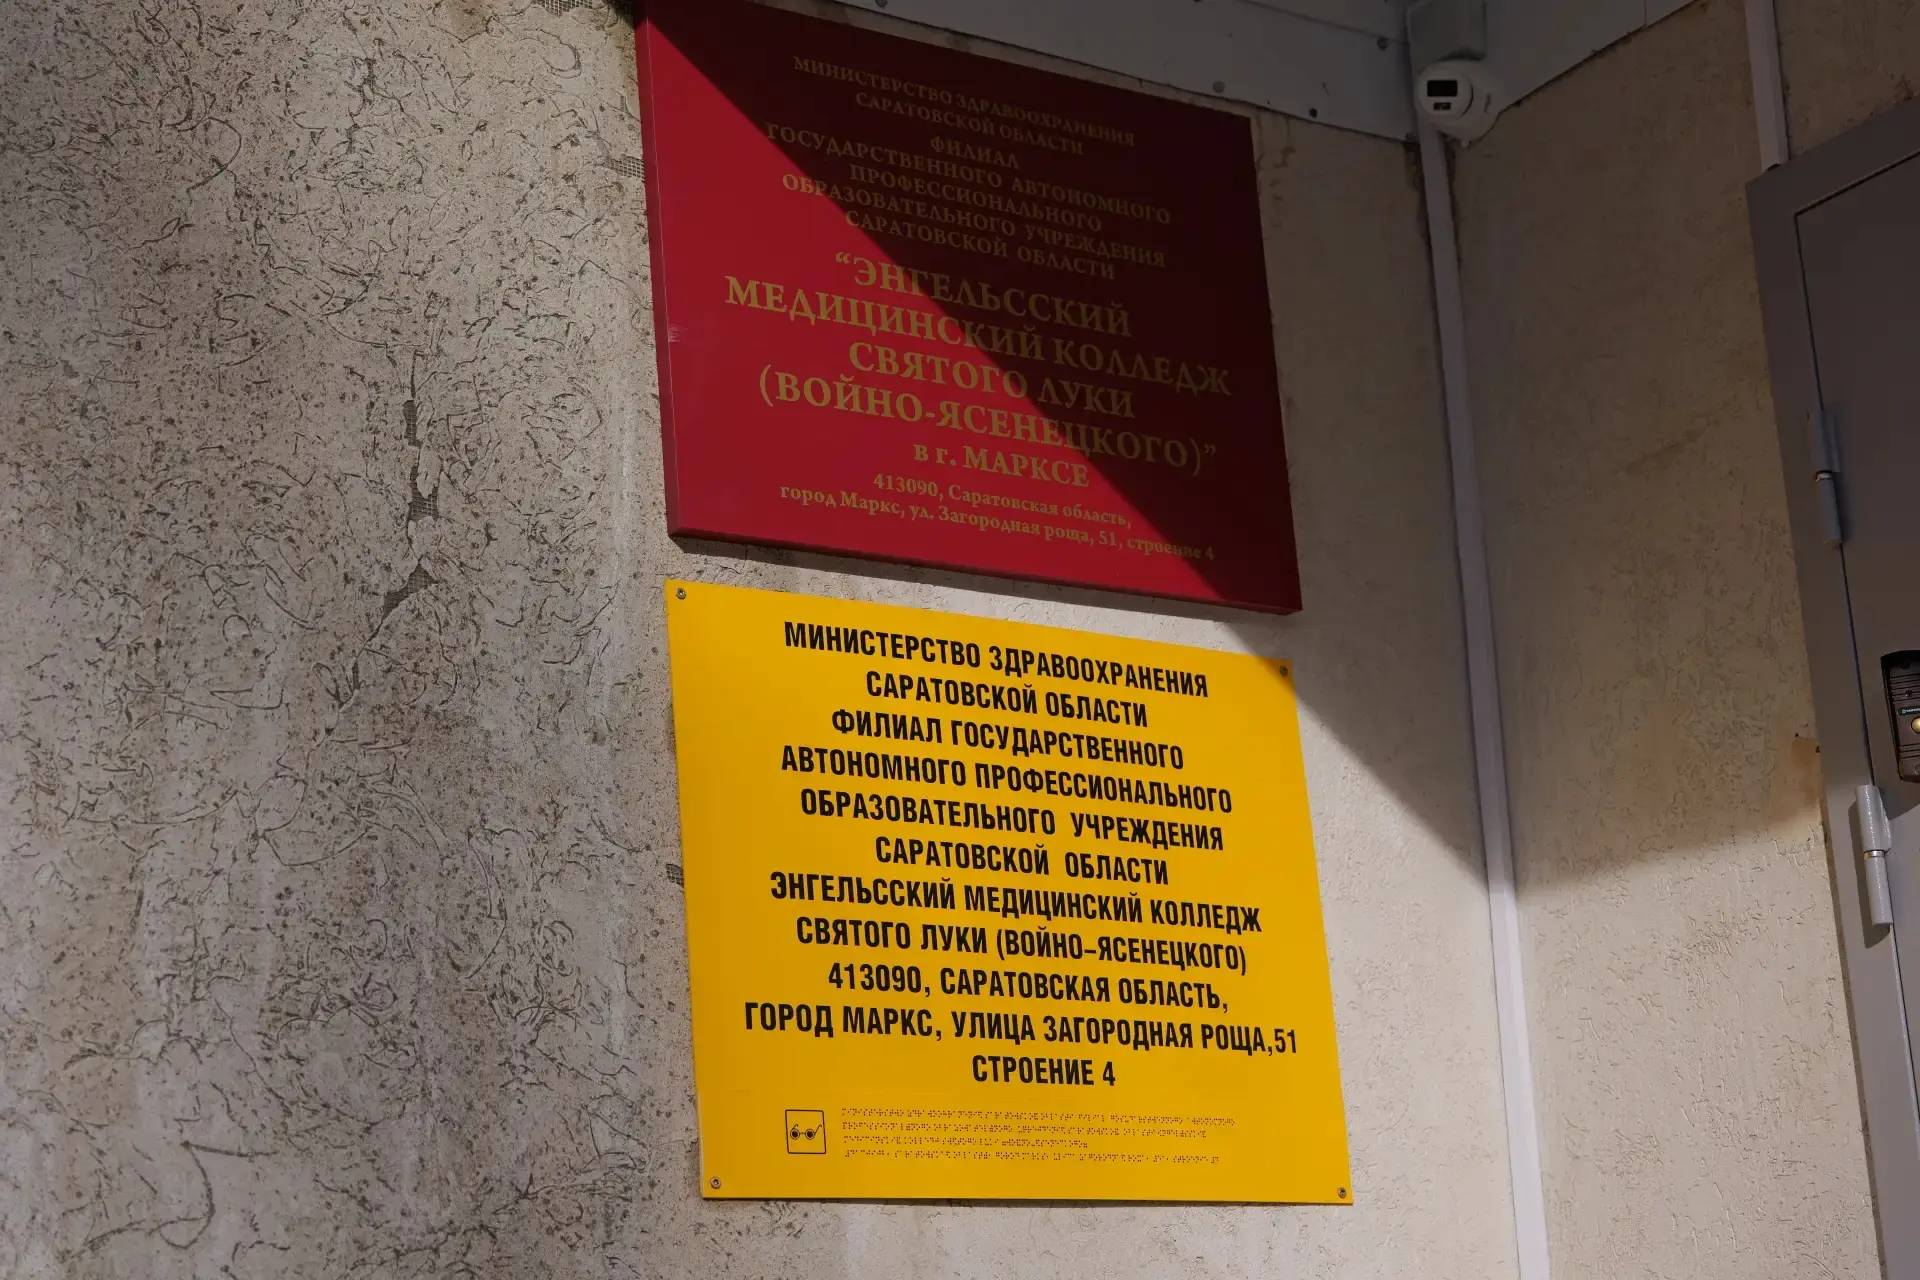 МИНИСТЕРСТВО ЗДРАВООХРАНЕНИЯ
САРАТОВСКОЙ ОБЛАСТИ
ФИЛИАЛ
ГОСУДАРСТВЕННОГО АВТОНОМНОГО
ПРОФЕССИОНАЛЬНОГО
ОБРАЗОВАТЕЛЬНОГО УЧРЕЖДЕНИЯ
САРАТОВСКОЙ ОБЛАСТИ
“ЭНГЕЛЬССКИЙ
МЕДИЦИНСКИЙ КОЛЛЕДЖ
СВЯТОГО ЛУКИ
(ВОЙНО-ЯСЕНЕЦКОГО)”
в г. МАРКСЕ
413090, Саратовская область,
город Маркс, ул. Загородная роща, 51, строение 4
МИНИСТЕРСТВО ЗДРАВООХРАНЕНИЯ
САРАТОВСКОЙ ОБЛАСТИ
ФИЛИАЛ ГОСУДАРСТВЕННОГО
АВТОНОМНОГО ПРОФЕССИОНАЛЬНОГО
ОБРАЗОВАТЕЛЬНОГО УЧРЕЖДЕНИЯ
САРАТОВСКОЙ ОБЛАСТИ
ЭНГЕЛЬССКИЙ МЕДИЦИНСКИЙ КОЛЛЕДЖ
СВЯТОГО ЛУКИ (ВОЙНО-ЯСЕНЕЦКОГО)
413090, САРАТОВСКАЯ ОБЛАСТЬ,
ГОРОД МАРКС, УЛИЦА ЗАГОРОДНАЯ РОЩА,51
СТРОЕНИЕ 4